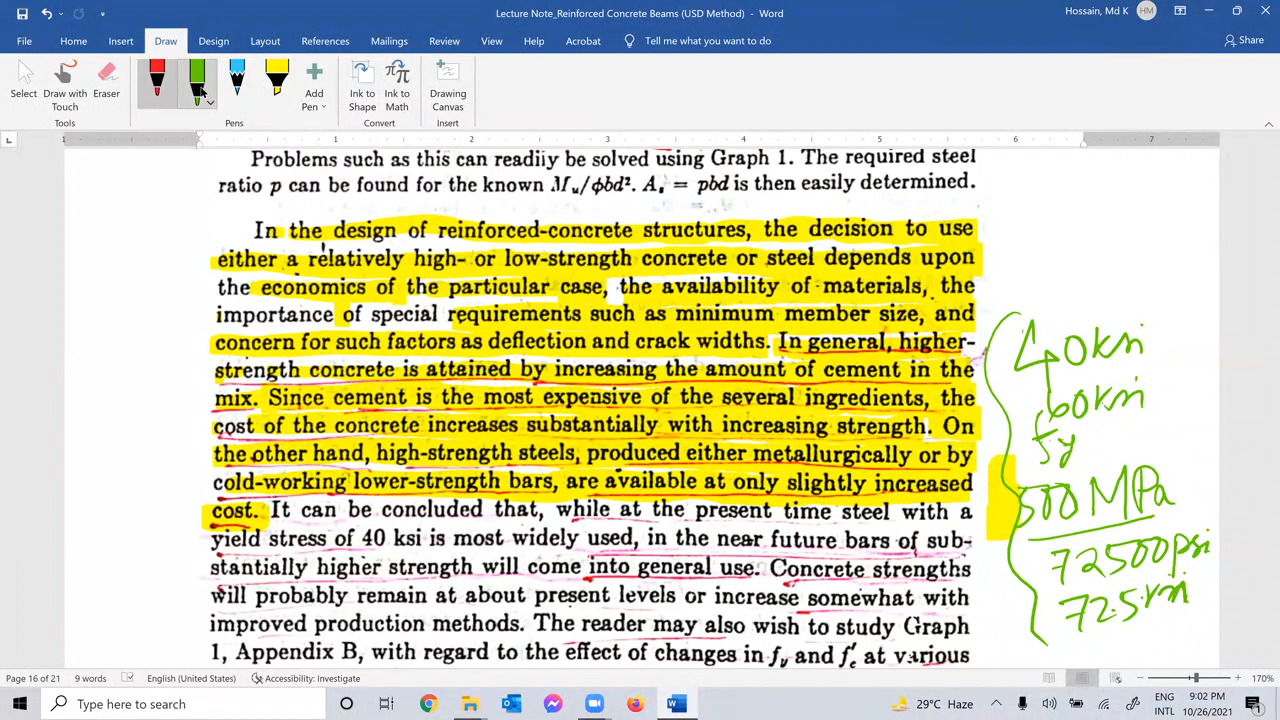 Lecture Note_Reinforced Concrete Beams (USD Method) - Word
Hossain, Md K
HM
File Home Insert Draw Design Layout References Mailings Review View Help Acrobat Tell me what you want to do
Share
Select
Draw with Touch
Eraser
Add Pen
Ink to Shape
Ink to Math
Drawing Canvas
Tools
Pens
Convert
Insert
1 1 2 3 4 5 6 7
Problems such as this can readily be solved using Graph 1. The required steel
ratio p can be found for the known Mu/ϕbd². As = pbd is then easily determined.
In the design of reinforced-concrete structures, the decision to use
either a relatively high- or low-strength concrete or steel depends upon
the economics of the particular case, the availability of materials, the
importance of special requirements such as minimum member size, and
concern for such factors as deflection and crack widths. In general, higher-
strength concrete is attained by increasing the amount of cement in the
mix. Since cement is the most expensive of the several ingredients, the
cost of the concrete increases substantially with increasing strength. On
the other hand, high-strength steels, produced either metallurgically or by
cold-working lower-strength bars, are available at only slightly increased
cost. It can be concluded that, while at the present time steel with a
yield stress of 40 ksi is most widely used, in the near future bars of sub-
stantially higher strength will come into general use. Concrete strengths
will probably remain at about present levels or increase somewhat with
improved production methods. The reader may also wish to study Graph
1, Appendix B, with regard to the effect of changes in fy and f′c at various
40ksi
60ksi
fy
500 MPa
72500psi
72.5 ksi
Page 16 of 21 9 words English (United States) Accessibility: Investigate
170%
Type here to search
29°C Haze
ENG
INTL
9:02 PM
10/26/2021
1